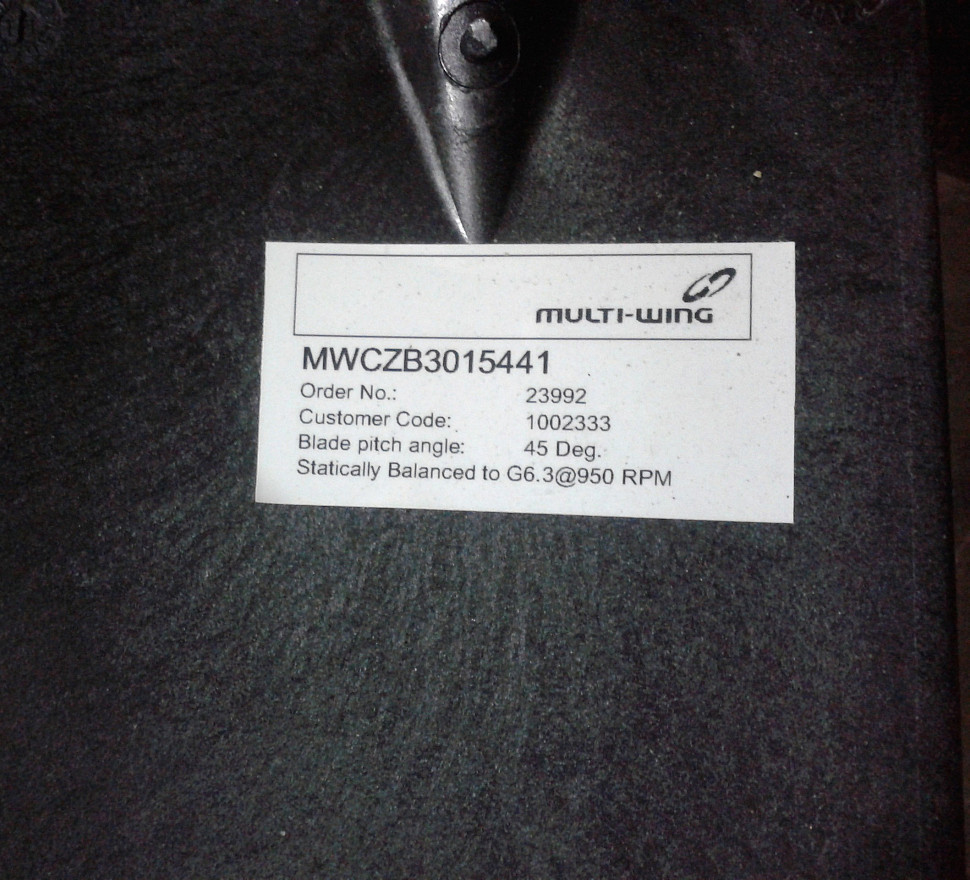 MULTI-WING
MWCZB3015441
Order No.: 23992
Customer Code: 1002333
Blade pitch angle: 45 Deg.
Statically Balanced to G6.3@950 RPM